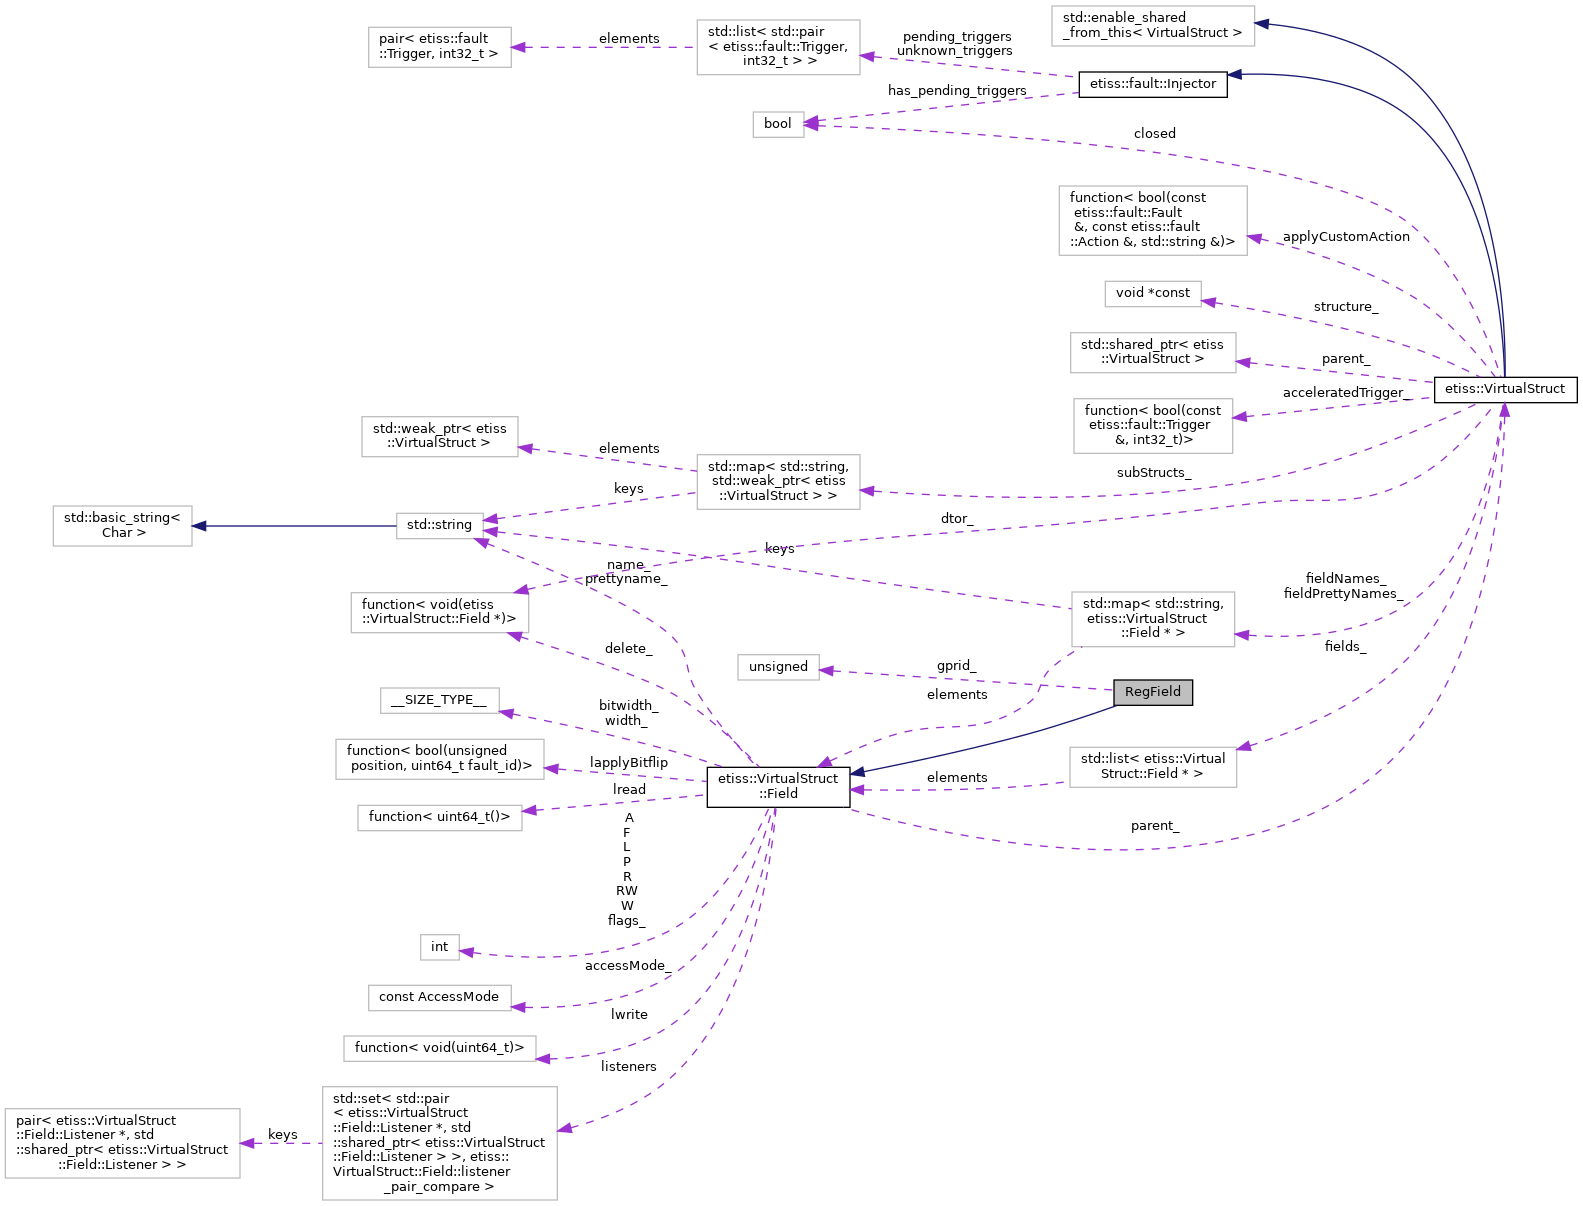 std::enable_shared
_from_this< VirtualStruct >
pair< etiss::fault
::Trigger, int32_t >
elements
std::list< std::pair
< etiss::fault::Trigger,
int32_t > >
pending_triggers
unknown_triggers
etiss::fault::Injector
has_pending_triggers
bool
closed
function< bool(const
etiss::fault::Fault
&, const etiss::fault
::Action &, std::string &)>
applyCustomAction
void *const
structure_
std::shared_ptr< etiss
::VirtualStruct >
parent_
etiss::VirtualStruct
acceleratedTrigger_
function< bool(const
etiss::fault::Trigger
&, int32_t)>
std::weak_ptr< etiss
::VirtualStruct >
elements
std::map< std::string,
std::weak_ptr< etiss
::VirtualStruct > >
subStructs_
keys
std::basic_string<
Char >
std::string
dtor_
keys
name_
prettyname_
function< void(etiss
::VirtualStruct::Field *)>
std::map< std::string,
etiss::VirtualStruct
::Field * >
fieldNames_
fieldPrettyNames_
delete_
fields_
unsigned
gprid_
RegField
elements
__SIZE_TYPE__
bitwidth_
width_
function< bool(unsigned
position, uint64_t fault_id)>
lapplyBitflip
etiss::VirtualStruct
::Field
elements
std::list< etiss::Virtual
Struct::Field * >
lread
function< uint64_t()>
A
F
L
P
R
RW
W
flags_
parent_
int
accessMode_
const AccessMode
lwrite
function< void(uint64_t)>
listeners
std::set< std::pair
< etiss::VirtualStruct
::Field::Listener *, std
::shared_ptr< etiss::VirtualStruct
::Field::Listener > >, etiss::
VirtualStruct::Field::listener
_pair_compare >
keys
pair< etiss::VirtualStruct
::Field::Listener *, std
::shared_ptr< etiss::VirtualStruct
::Field::Listener > >